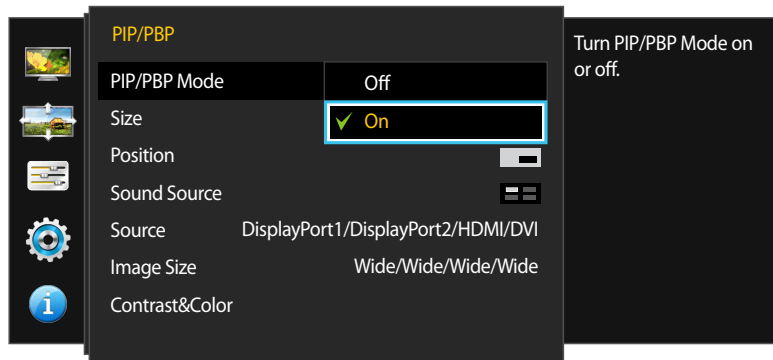 PIP/PBP
PIP/PBP Mode
Off
Size
On
Position
Sound Source
Source DisplayPort1/DisplayPort2/HDMI/DVI
Image Size Wide/Wide/Wide/Wide
Contrast&Color
Turn PIP/PBP Mode on
or off.
i